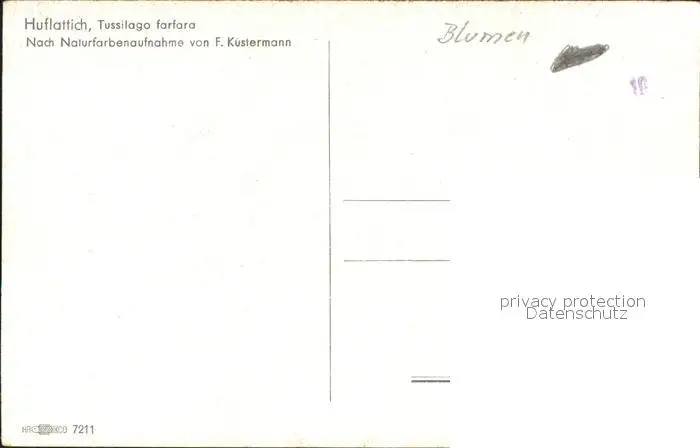 Huflattich, Tussilago farfara
Nach Naturfarbenaufnahme von F. Küstermann
Blumen
privacy protection
Datenschutz
7211